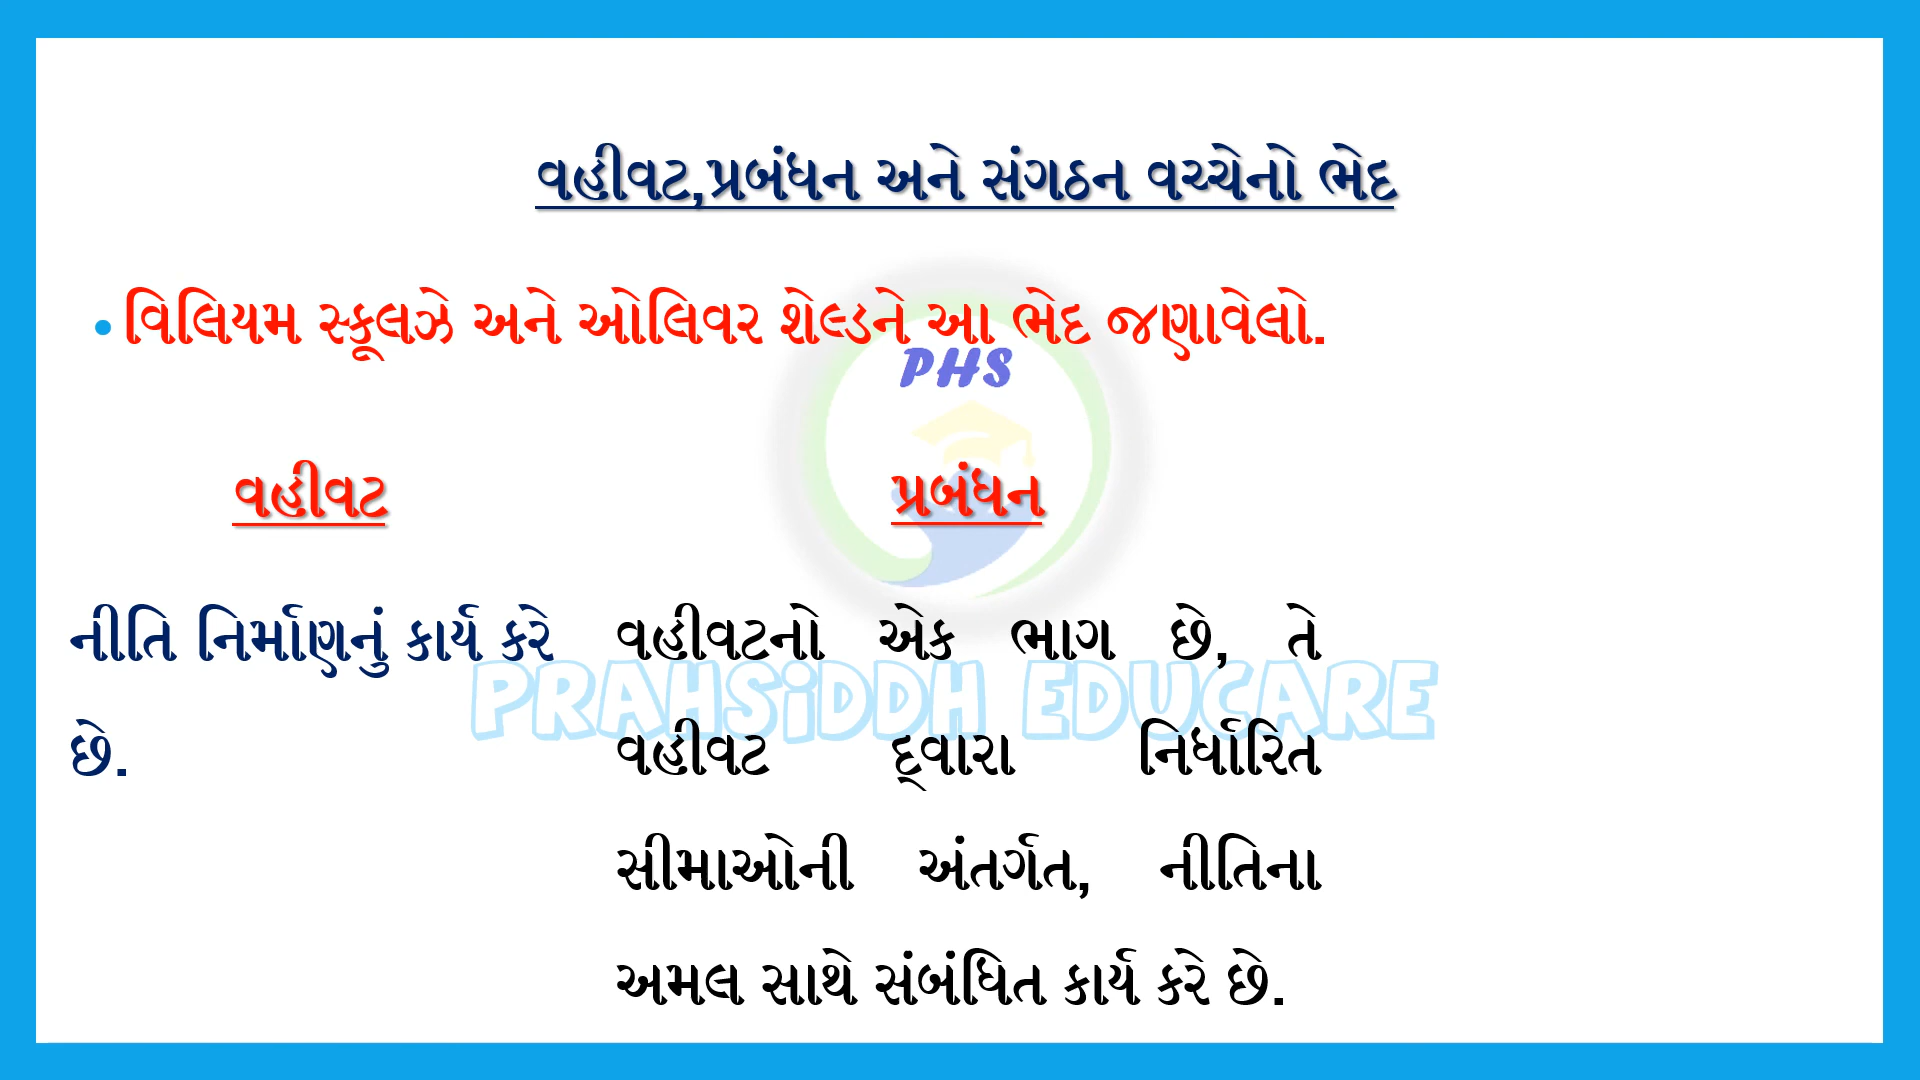 વહીવટ,પ્રબંધન અને સંગઠન વચ્ચેનો ભેદ
• વિલિયમ સ્કૂલઝે અને ઓલિવર શેલ્ડને આ ભેદ જણાવેલો.
PHS
વહીવટ
નીતિ નિર્માણનું કાર્ય કરે
છે.
પ્રબંધન
વહીવટનો એક ભાગ છે, તે
વહીવટ દ્‌વારા નિર્ધારિત
સીમાઓની અંતર્ગત, નીતિના
અમલ સાથે સંબંધિત કાર્ય કરે છે.
PRAHSiDDH EDUCARE